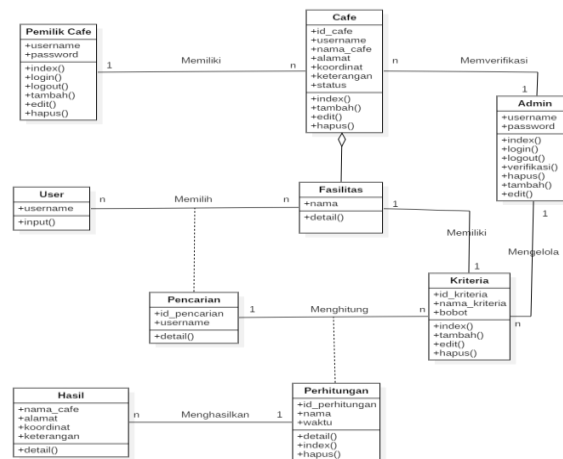 Cafe
+id_cafe
+username
+nama_cafe
+alamat
+koordinat
+keterangan
+status
+index()
+tambah()
+edit()
+hapus()
Pemilik Cafe
+username
+password
+index()
+login()
+logout()
+tambah()
+edit()
+hapus()
1
Memiliki
n
n
Memverifikasi
1
Admin
+username
+password
+index()
+login()
+logout()
+verifikasi()
+hapus()
+tambah()
+edit()
User
+username
+input()
n
Memilih
n
Fasilitas
+nama
+detail()
1
Memiliki
1
1
Mengelola
n
Pencarian
+id_pencarian
+username
+detail()
1
Menghitung
n
Kriteria
+id_kriteria
+nama_kriteria
+bobot
+index()
+tambah()
+edit()
+hapus()
Hasil
+nama_cafe
+alamat
+koordinat
+keterangan
+detail()
n
Menghasilkan
1
Perhitungan
+id_perhitungan
+nama
+waktu
+detail()
+index()
+hapus()